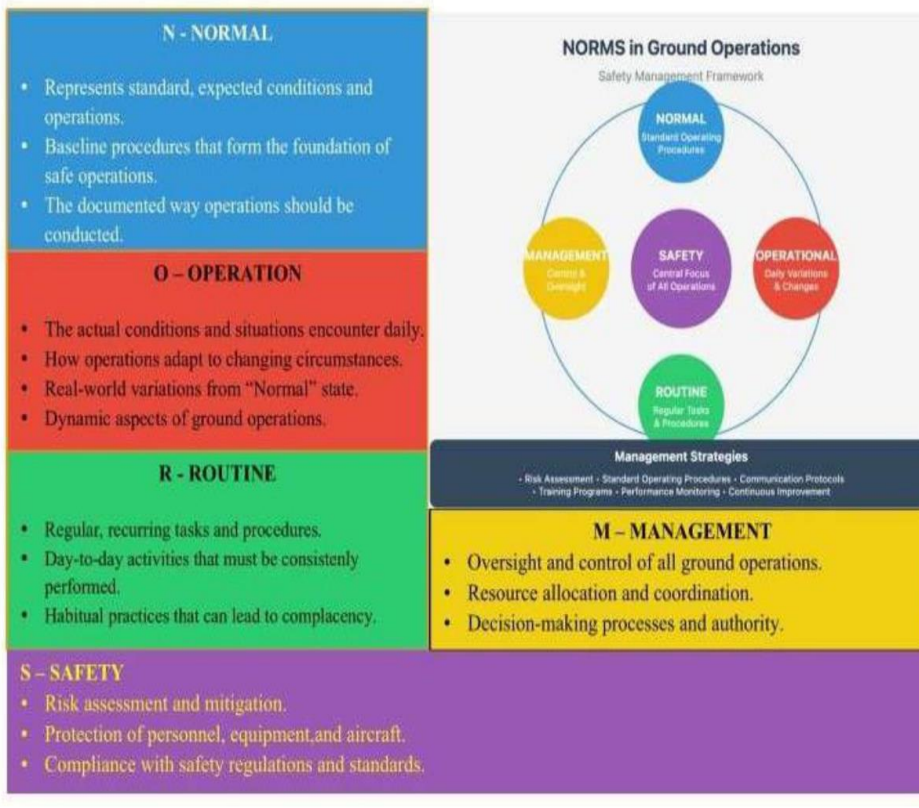 N - NORMAL
• Represents standard, expected conditions and
operations.
• Baseline procedures that form the foundation of
safe operations.
• The documented way operations should be
conducted.
O – OPERATION
• The actual conditions and situations encounter daily.
• How operations adapt to changing circumstances.
• Real-world variations from “Normal” state.
• Dynamic aspects of ground operations.
R - ROUTINE
• Regular, recurring tasks and procedures.
• Day-to-day activities that must be consistenly
performed.
• Habitual practices that can lead to complacency.
NORMS in Ground Operations
Safety Management Framework
NORMAL
Standard Operating
Procedures
MANAGEMENT
Control &
Oversight
SAFETY
Central Focus
of All Operations
OPERATIONAL
Daily Variations
& Changes
ROUTINE
Regular Tasks
& Procedures
Management Strategies
• Risk Assessment • Standard Operating Procedures • Communication Protocols
• Training Programs • Performance Monitoring • Continuous Improvement
M – MANAGEMENT
• Oversight and control of all ground operations.
• Resource allocation and coordination.
• Decision-making processes and authority.
S – SAFETY
• Risk assessment and mitigation.
• Protection of personnel, equipment,and aircraft.
• Compliance with safety regulations and standards.